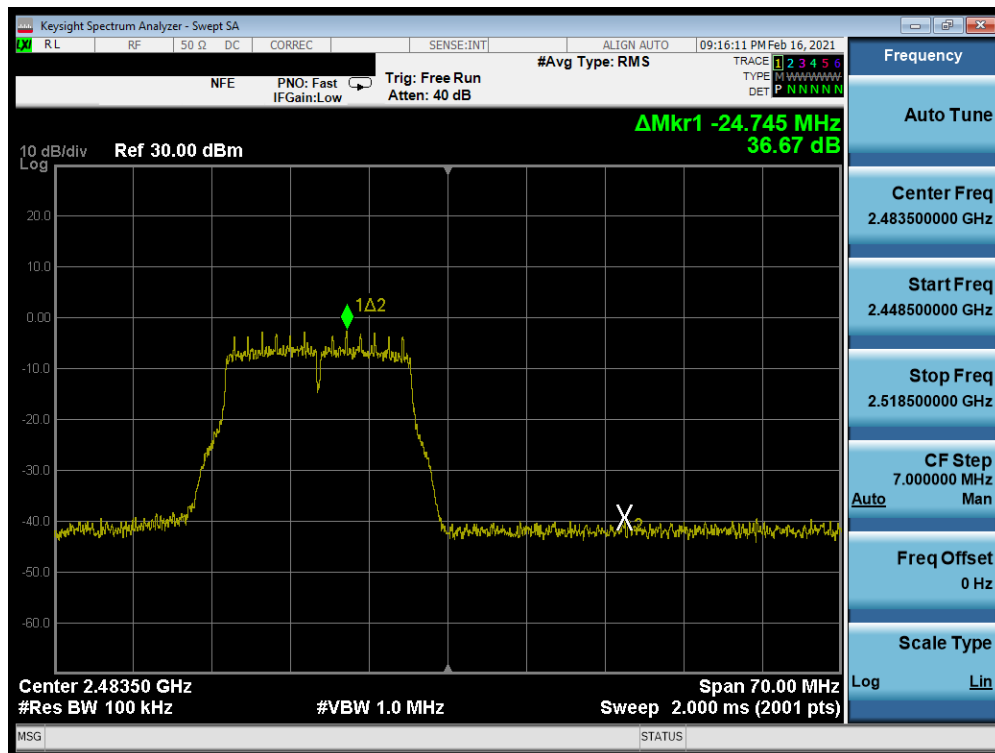 Keysight Spectrum Analyzer - Swept SA
LXI RL RF 50 Ω DC CORREC SENSE:INT ALIGN AUTO 09:16:11 PM Feb 16, 2021
NFE PNO: Fast Trig: Free Run #Avg Type: RMS TRACE 1 2 3 4 5 6
IFGain:Low Atten: 40 dB TYPE M WWWWW
DET P N N N N N
ΔMkr1 -24.745 MHz
36.67 dB
10 dB/div Ref 30.00 dBm
Log
20.0
10.0
0.00
-10.0
-20.0
-30.0
-40.0
-50.0
-60.0
1Δ2
X2
Center 2.48350 GHz Span 70.00 MHz
#Res BW 100 kHz #VBW 1.0 MHz Sweep 2.000 ms (2001 pts)
MSG STATUS
Frequency
Auto Tune
Center Freq
2.483500000 GHz
Start Freq
2.448500000 GHz
Stop Freq
2.518500000 GHz
CF Step
7.000000 MHz
Auto Man
Freq Offset
0 Hz
Scale Type
Log Lin